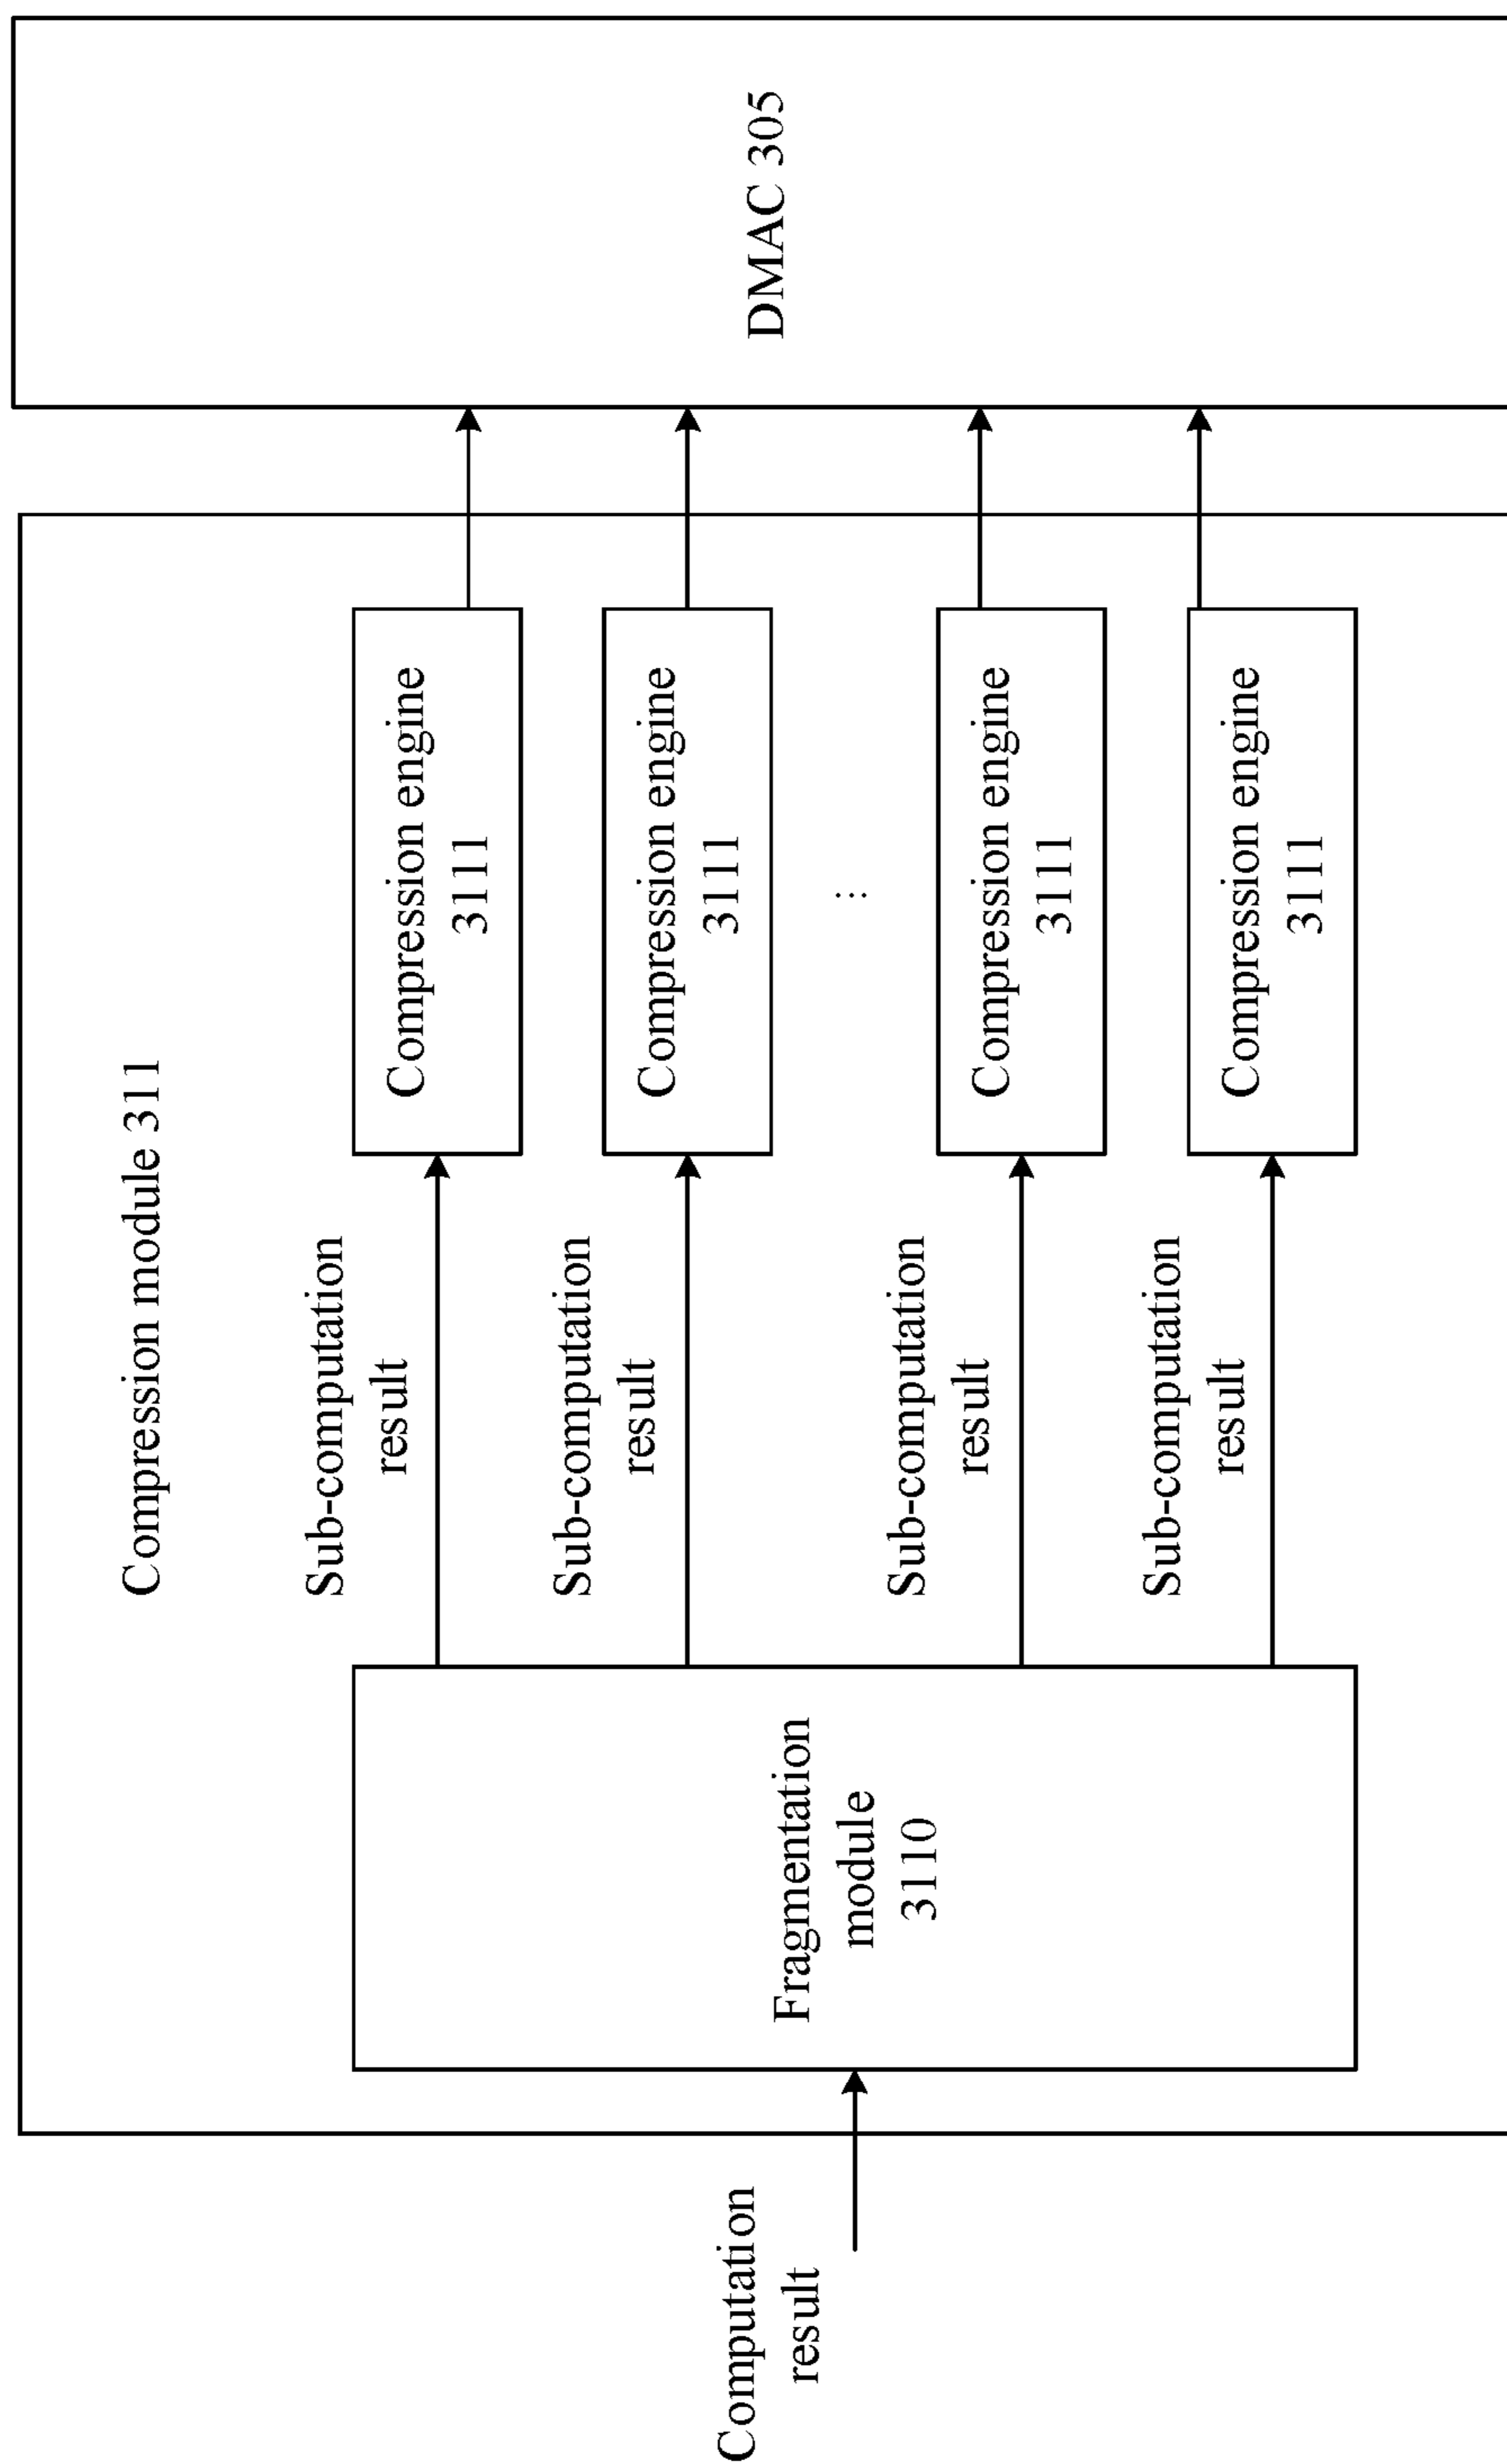 Compression module 311
Computation
result
Fragmentation
module
3110
Sub-computation
result
Compression engine
3111
Sub-computation
result
Compression engine
3111
...
Sub-computation
result
Compression engine
3111
Sub-computation
result
Compression engine
3111
DMAC 305